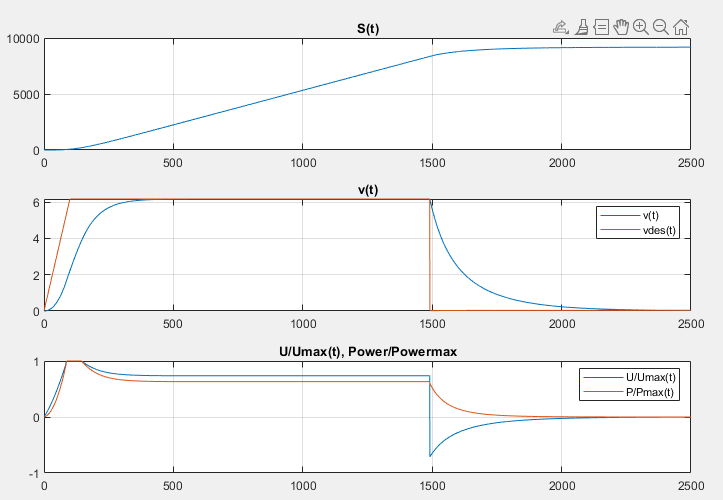 S(t)
10000
5000
0
0 500 1000 1500 2000 2500
v(t)
6
4
2
0
v(t)
vdes(t)
0 500 1000 1500 2000 2500
U/Umax(t), Power/Powermax
1
0
-1
U/Umax(t)
P/Pmax(t)
0 500 1000 1500 2000 2500